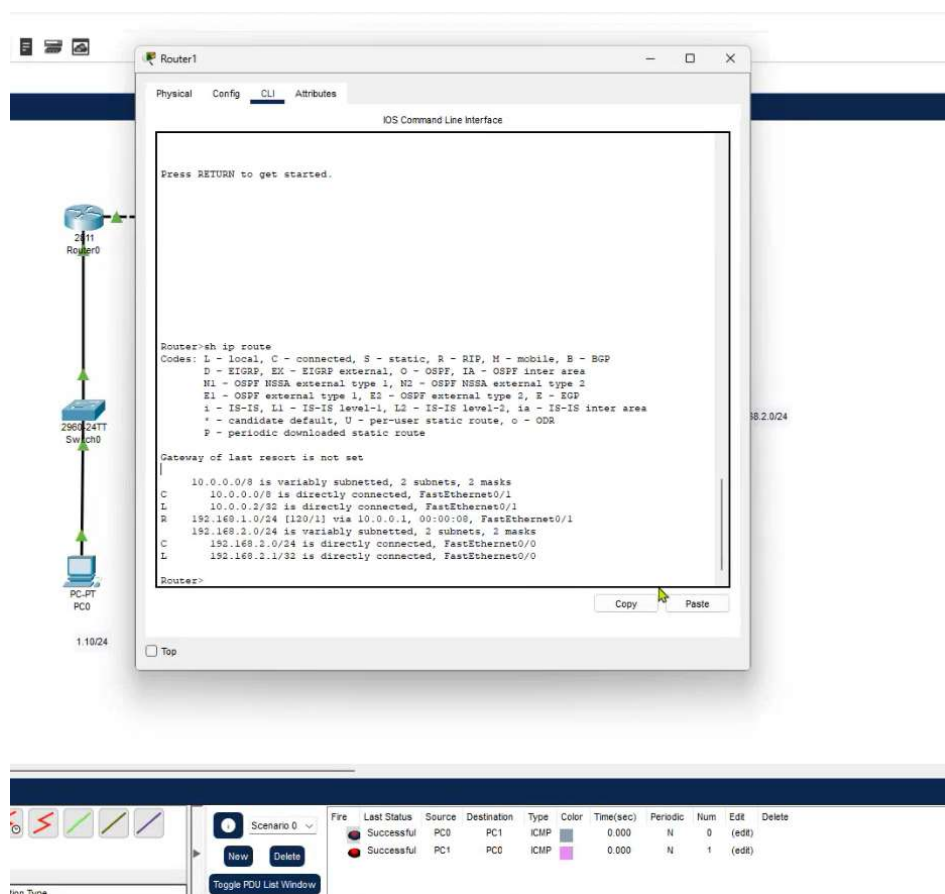 Router1
Physical Config CLI Attributes
IOS Command Line Interface
Press RETURN to get started.
Router>sh ip route
Codes: L - local, C - connected, S - static, R - RIP, M - mobile, B - BGP
D - EIGRP, EX - EIGRP external, O - OSPF, IA - OSPF inter area
N1 - OSPF NSSA external type 1, N2 - OSPF NSSA external type 2
E1 - OSPF external type 1, E2 - OSPF external type 2, E - EGP
i - IS-IS, L1 - IS-IS level-1, L2 - IS-IS level-2, ia - IS-IS inter area
* - candidate default, U - per-user static route, o - ODR
P - periodic downloaded static route
Gateway of last resort is not set
10.0.0.0/8 is variably subnetted, 2 subnets, 2 masks
C 10.0.0.0/8 is directly connected, FastEthernet0/1
L 10.0.0.2/32 is directly connected, FastEthernet0/1
R 192.168.1.0/24 [120/1] via 10.0.0.1, 00:00:08, FastEthernet0/1
192.168.2.0/24 is variably subnetted, 2 subnets, 2 masks
C 192.168.2.0/24 is directly connected, FastEthernet0/0
L 192.168.2.1/32 is directly connected, FastEthernet0/0
Router>
Copy Paste
Top
2811
Router0
2960-24TT
Switch0
PC-PT
PC0
1.10/24
58.2.0/24
Scenario 0
New Delete
Toggle PDU List Window
Fire Last Status Source Destination Type Color Time(sec) Periodic Num Edit Delete
Successful PC0 PC1 ICMP 0.000 N 0 (edit)
Successful PC1 PC0 ICMP 0.000 N 1 (edit)